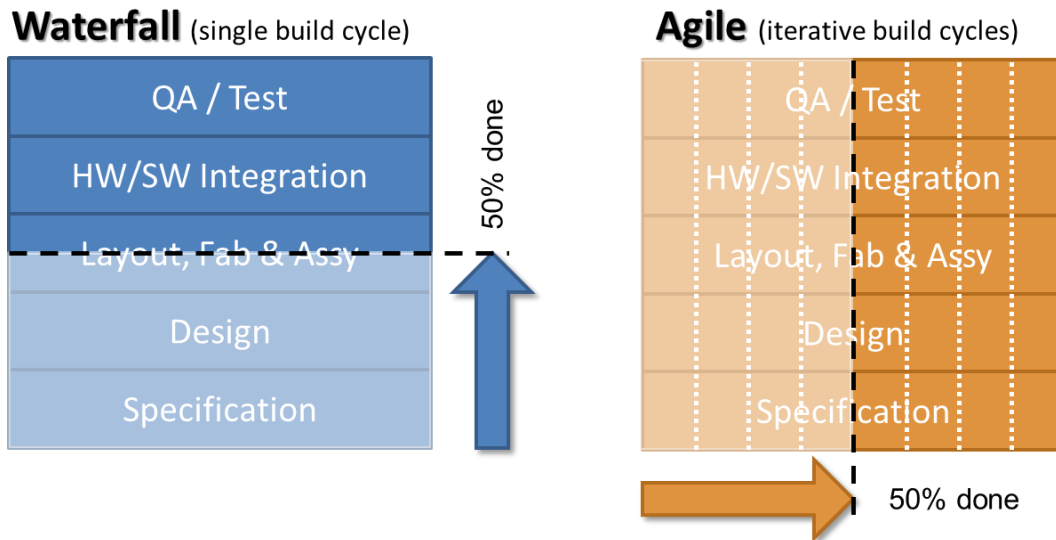 Waterfall (single build cycle)
QA / Test
HW/SW Integration
Layout, Fab & Assy
Design
Specification
50% done
Agile (iterative build cycles)
QA / Test
HW/SW Integration
Layout, Fab & Assy
Design
Specification
50% done